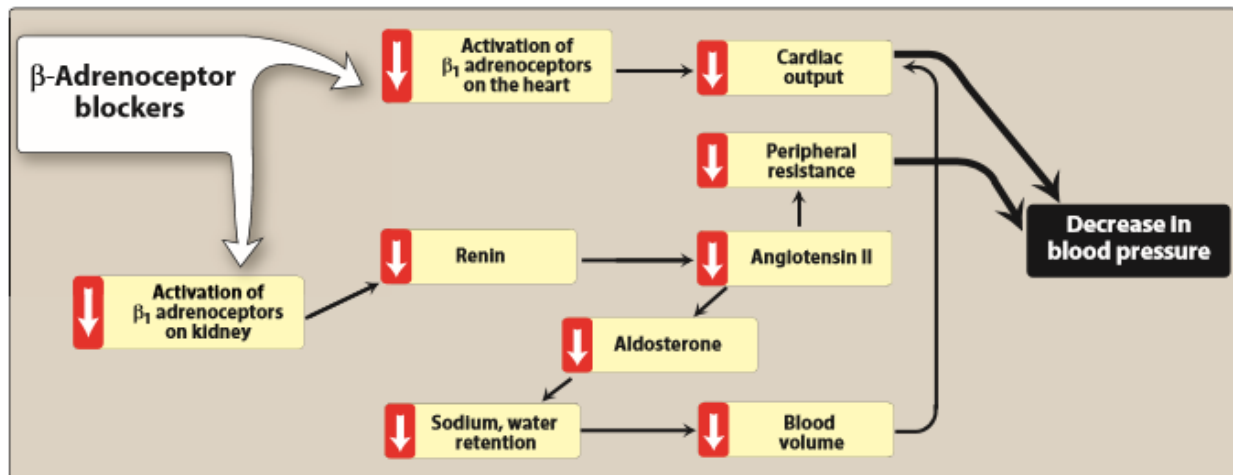 β-Adrenoceptor
blockers
Activation of
β₁ adrenoceptors
on the heart
Cardiac
output
Peripheral
resistance
Decrease in
blood pressure
Renin
Angiotensin II
Activation of
β₁ adrenoceptors
on kidney
Aldosterone
Sodium, water
retention
Blood
volume